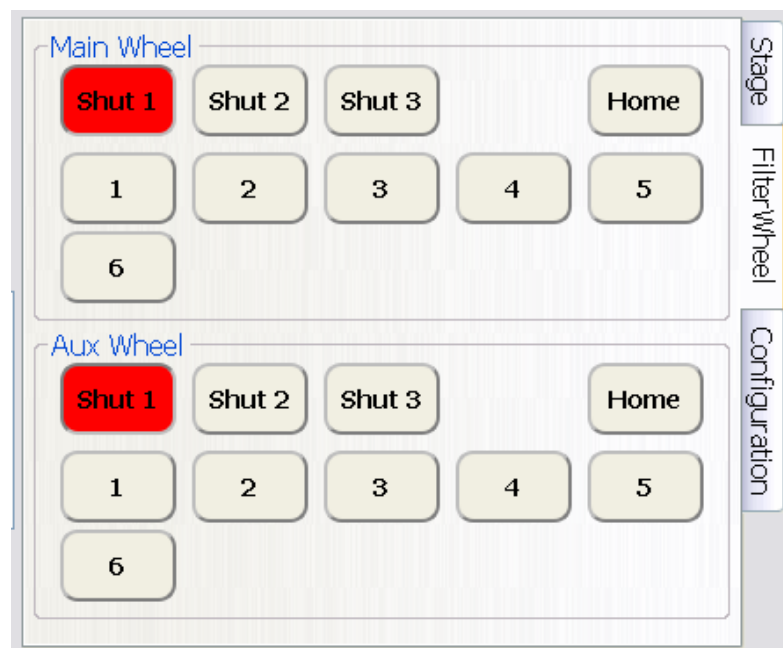 Main Wheel
Shut 1 Shut 2 Shut 3 Home
1 2 3 4 5
6
Aux Wheel
Shut 1 Shut 2 Shut 3 Home
1 2 3 4 5
6
Stage
FilterWheel
Configuration